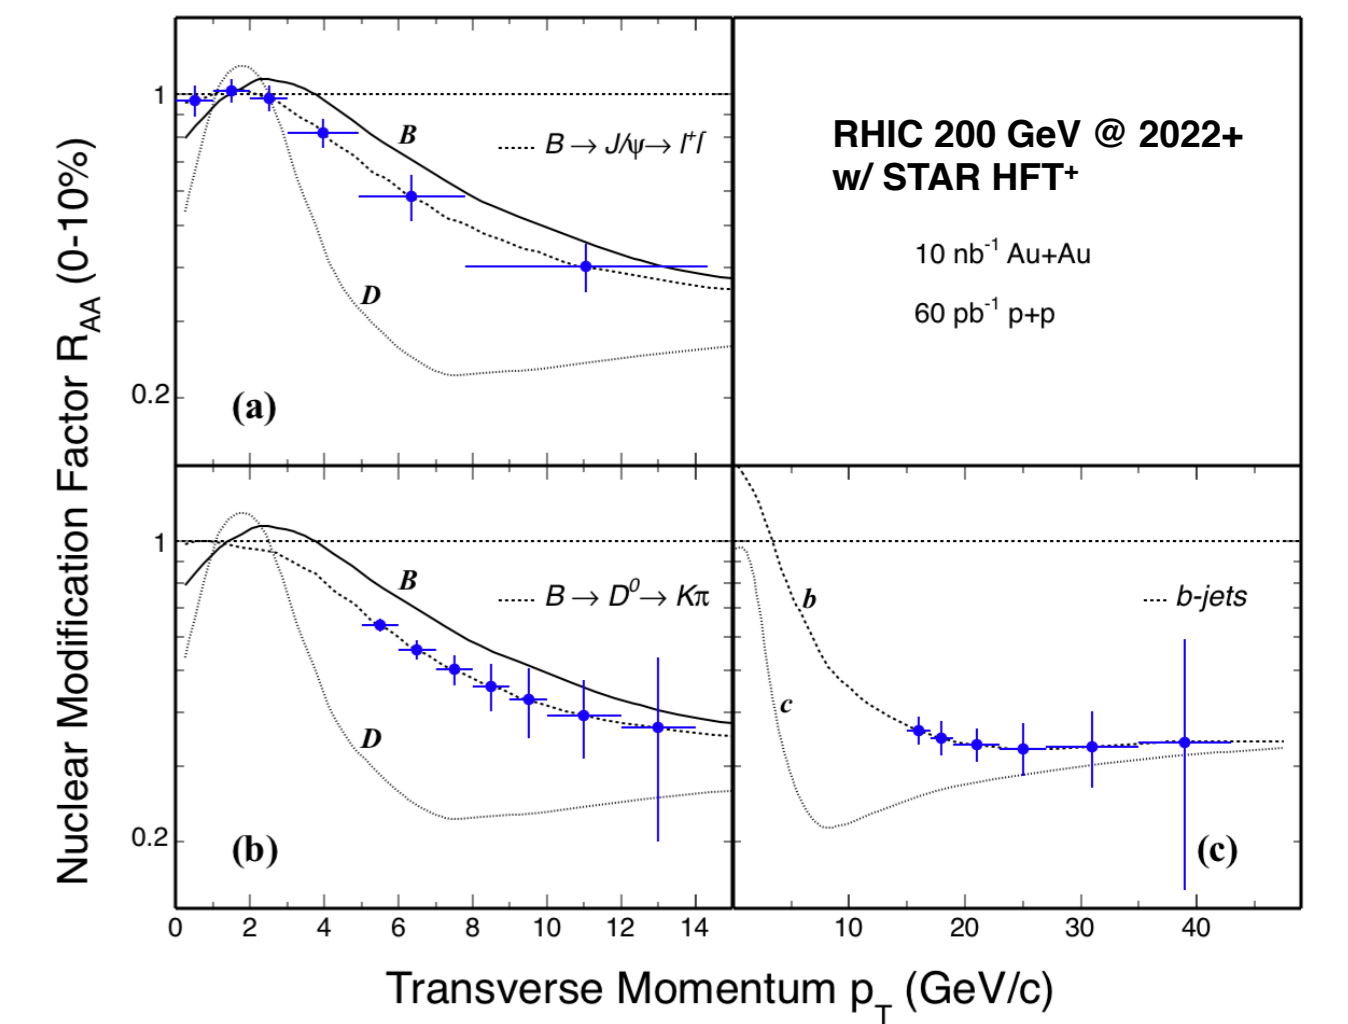 Nuclear Modification Factor R_AA (0-10%)
1
B
B → J/ψ→ l⁺l⁻
D
0.2
(a)
RHIC 200 GeV @ 2022+
w/ STAR HFT⁺
10 nb⁻¹ Au+Au
60 pb⁻¹ p+p
1
B
B → D⁰→ Kπ
D
0.2
(b)
b
b-jets
c
(c)
0 2 4 6 8 10 12 14
10 20 30 40
Transverse Momentum p_T (GeV/c)